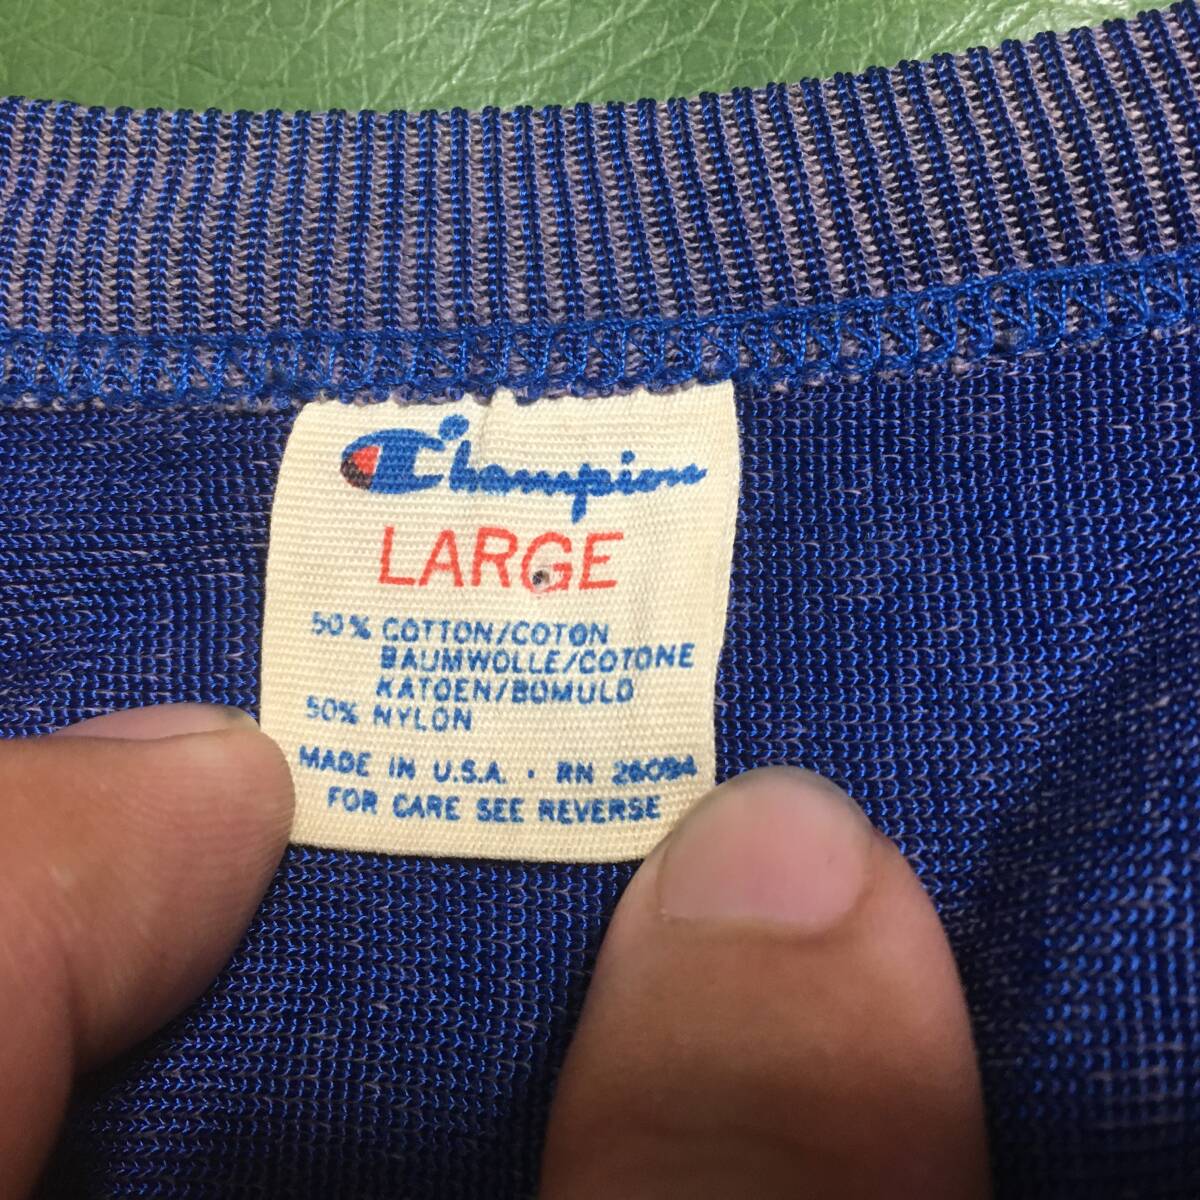 Champion
LARGE
50% COTTON/COTON
BAUMWOLLE/COTONE
KATOEN/BOMULD
50% NYLON
MADE IN U.S.A. · RN 26094
FOR CARE SEE REVERSE